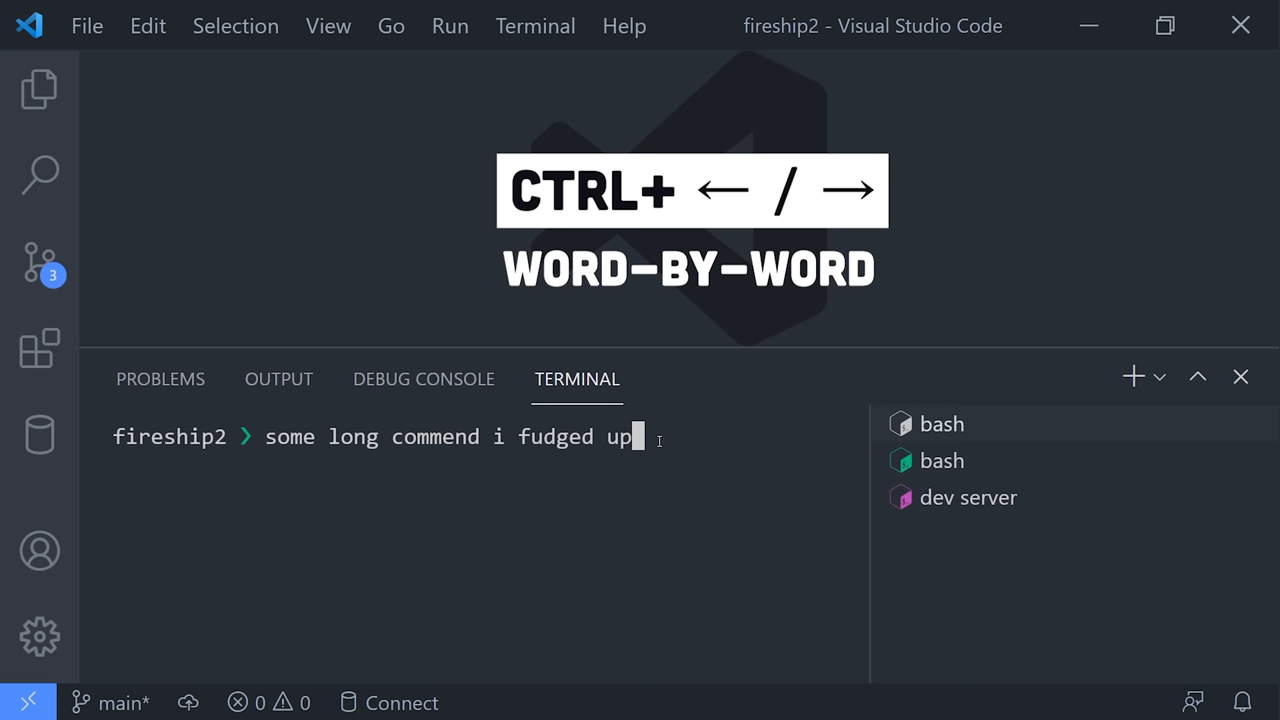 File Edit Selection View Go Run Terminal Help fireship2 - Visual Studio Code
CTRL+ ← / →
WORD-BY-WORD
3
PROBLEMS OUTPUT DEBUG CONSOLE TERMINAL
fireship2 ❯ some long commend i fudged up
bash
bash
dev server
main* 0 0 Connect